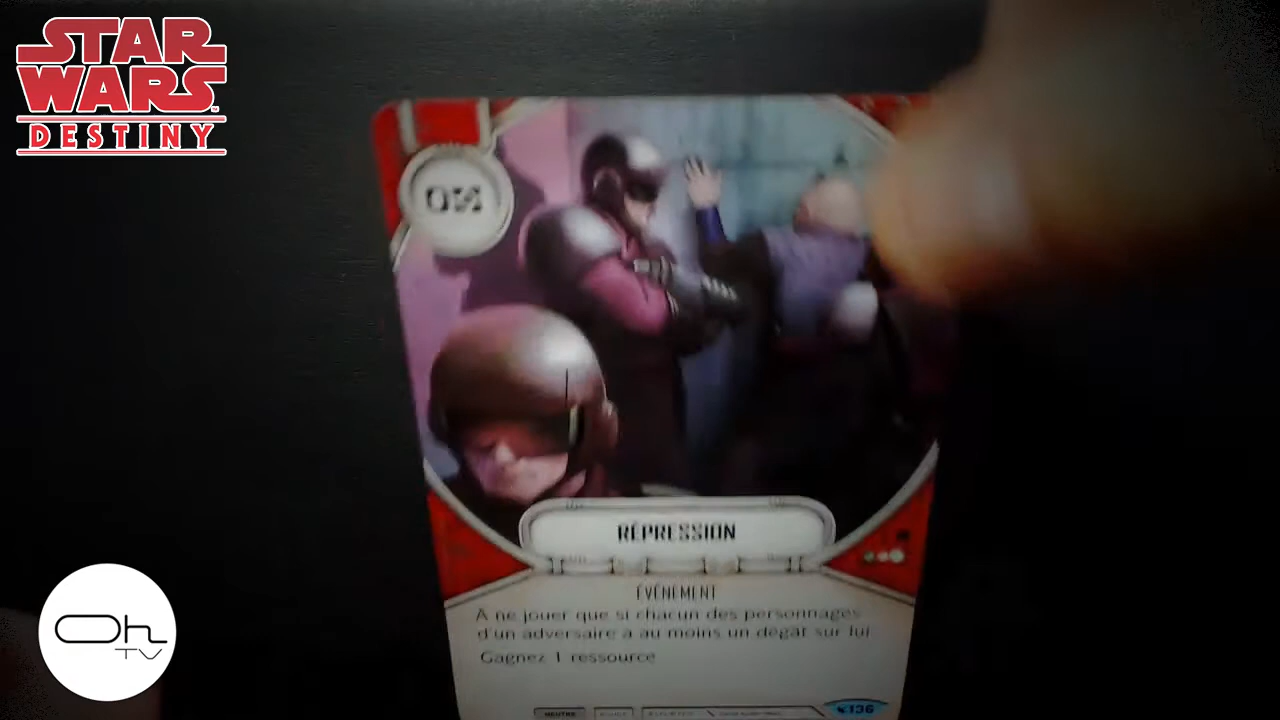 STAR
WARS
DESTINY
RÉPRESSION
ÉVÉNEMENT
À ne jouer que si chacun des personnages
d'un adversaire a au moins un dégât sur lui
Gagnez 1 ressource
NEUTRE
136
Oh
TV